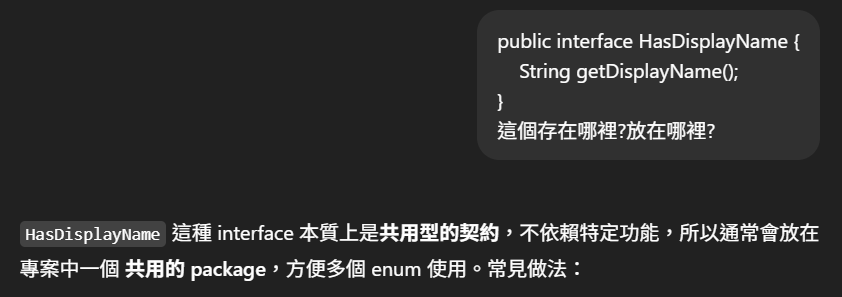 public interface HasDisplayName {
    String getDisplayName();
}
這個存在哪裡?放在哪裡?
HasDisplayName 這種 interface 本質上是共用型的契約，不依賴特定功能，所以通常會放在
專案中一個 共用的 package，方便多個 enum 使用。常見做法：